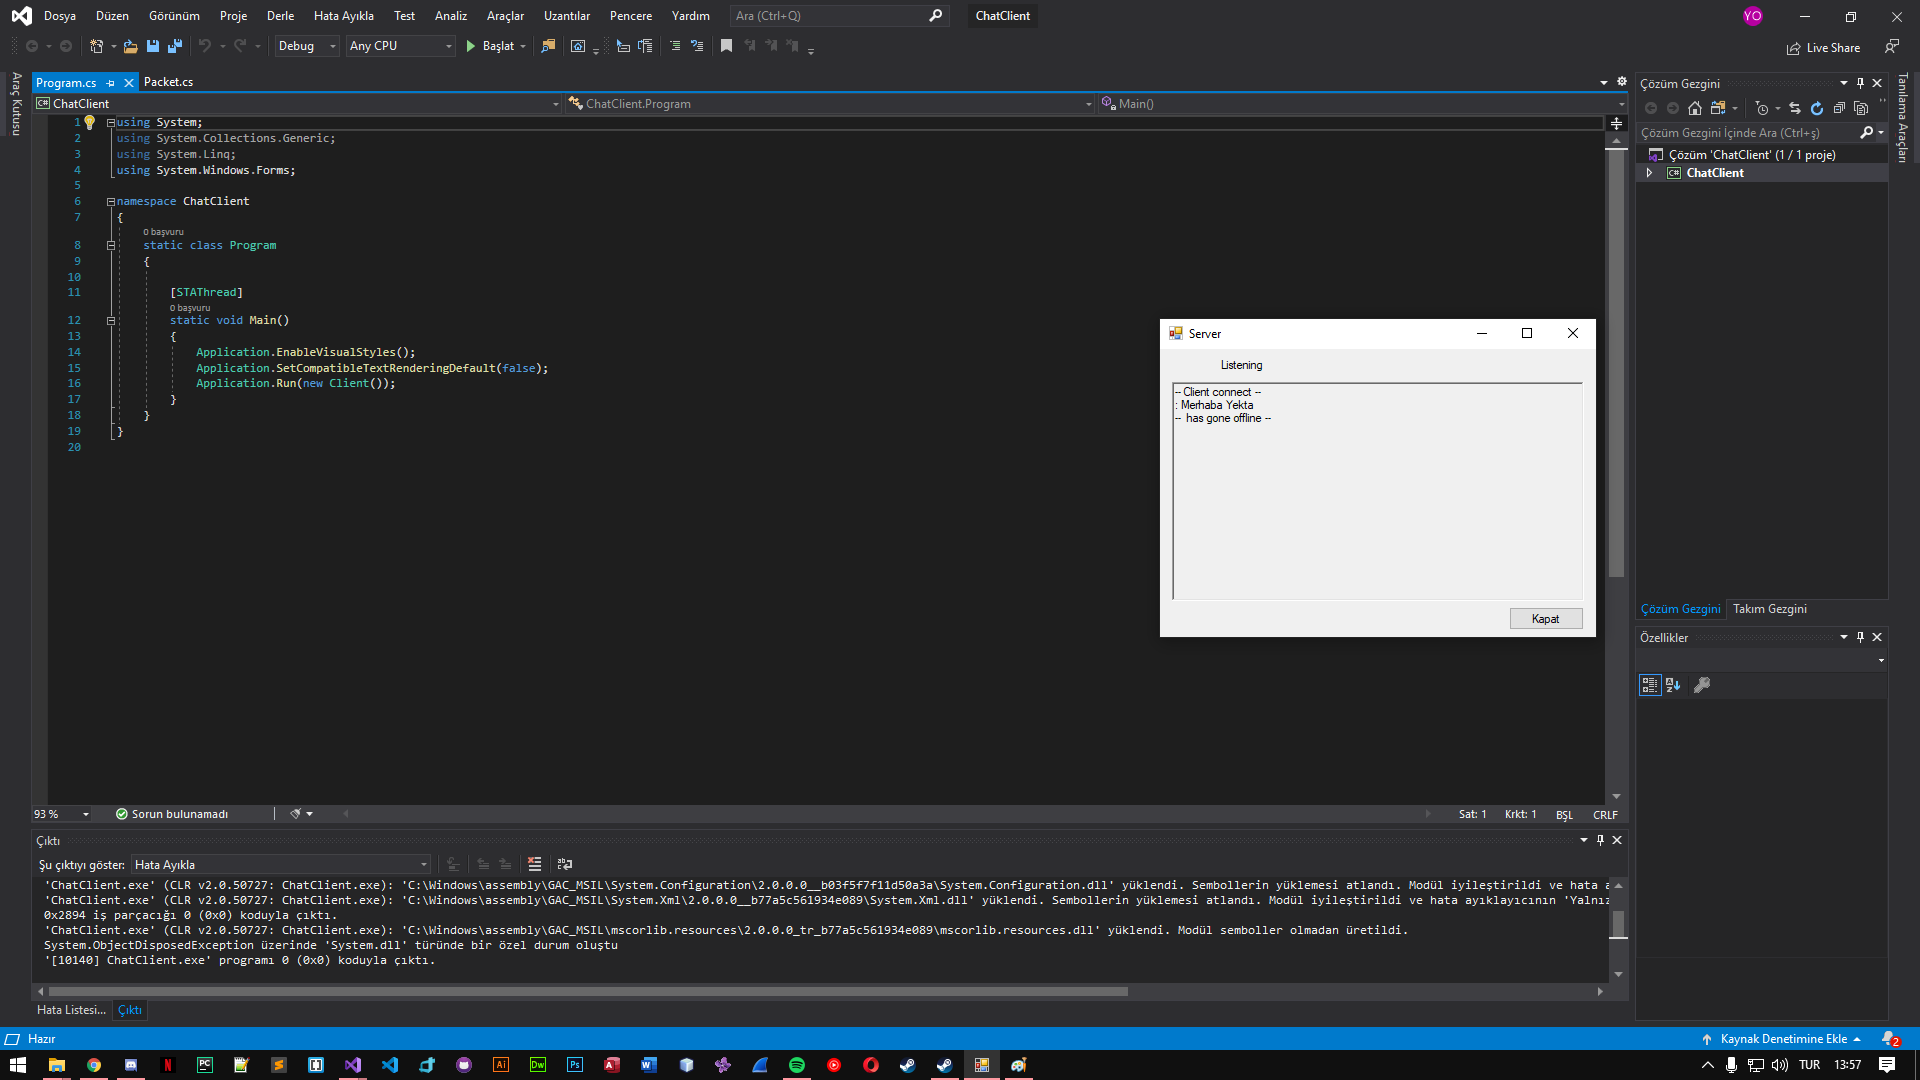 Dosya Düzen Görünüm Proje Derle Hata Ayıkla Test Analiz Araçlar Uzantılar Pencere Yardım Ara (Ctrl+Q) ChatClient YO
Debug Any CPU Başlat Live Share
Araç Kutusu
Program.cs Packet.cs
ChatClient ChatClient.Program Main()
1 using System;
2 using System.Collections.Generic;
3 using System.Linq;
4 using System.Windows.Forms;
5
6 namespace ChatClient
7 {
0 başvuru
8 static class Program
9 {
10
11 [STAThread]
0 başvuru
12 static void Main()
13 {
14 Application.EnableVisualStyles();
15 Application.SetCompatibleTextRenderingDefault(false);
16 Application.Run(new Client());
17 }
18 }
19 }
20
Server
Listening
-- Client connect --
: Merhaba Yekta
-- has gone offline --
Kapat
Çözüm Gezgini
Çözüm Gezgini İçinde Ara (Ctrl+ş)
Çözüm 'ChatClient' (1 / 1 proje)
C# ChatClient
Çözüm Gezgini Takım Gezgini
Özellikler
Tanılama Araçları
93 % Sorun bulunamadı Sat: 1 Krkt: 1 BŞL CRLF
Çıktı
Şu çıktıyı göster: Hata Ayıkla
'ChatClient.exe' (CLR v2.0.50727: ChatClient.exe): 'C:\Windows\assembly\GAC_MSIL\System.Configuration\2.0.0.0__b03f5f7f11d50a3a\System.Configuration.dll' yüklendi. Sembollerin yüklemesi atlandı. Modül iyileştirildi ve hata a
'ChatClient.exe' (CLR v2.0.50727: ChatClient.exe): 'C:\Windows\assembly\GAC_MSIL\System.Xml\2.0.0.0__b77a5c561934e089\System.Xml.dll' yüklendi. Sembollerin yüklemesi atlandı. Modül iyileştirildi ve hata ayıklayıcının 'Yalnız
0x2894 iş parçacığı 0 (0x0) koduyla çıktı.
'ChatClient.exe' (CLR v2.0.50727: ChatClient.exe): 'C:\Windows\assembly\GAC_MSIL\mscorlib.resources\2.0.0.0_tr_b77a5c561934e089\mscorlib.resources.dll' yüklendi. Modül semboller olmadan üretildi.
System.ObjectDisposedException üzerinde 'System.dll' türünde bir özel durum oluştu
'[10140] ChatClient.exe' programı 0 (0x0) koduyla çıktı.
Hata Listesi... Çıktı
Hazır Kaynak Denetimine Ekle 2
TUR 13:57